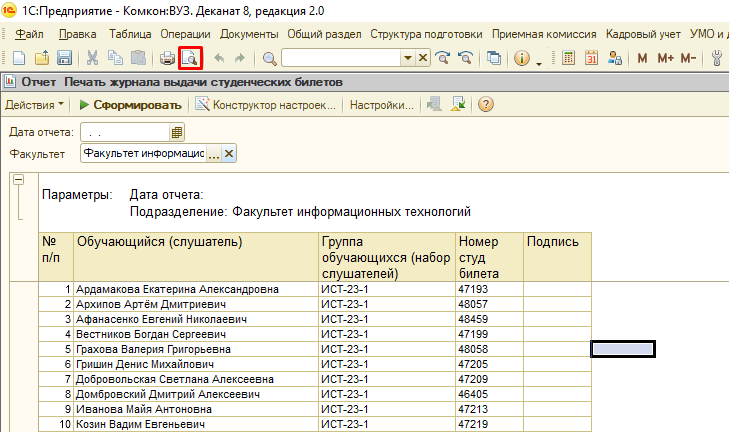 1С:Предприятие - Комкон:ВУЗ. Деканат 8, редакция 2.0
Файл Правка Таблица Операции Документы Общий раздел Структура подготовки Приемная комиссия Кадровый учет УМО и д
M M+ M-
Отчет Печать журнала выдачи студенческих билетов
Действия Сформировать Конструктор настроек... Настройки...
Дата отчета: . .
Факультет Факультет информацис ...
Параметры: Дата отчета:
Подразделение: Факультет информационных технологий
№ п/п Обучающийся (слушатель) Группа обучающихся (набор слушателей) Номер студ билета Подпись
1 Ардамакова Екатерина Александровна ИСТ-23-1 47193
2 Архипов Артём Дмитриевич ИСТ-23-1 48057
3 Афанасенко Евгений Николаевич ИСТ-23-1 48459
4 Вестников Богдан Сергеевич ИСТ-23-1 47199
5 Грахова Валерия Григорьевна ИСТ-23-1 48058
6 Гришин Денис Михайлович ИСТ-23-1 47205
7 Добровольская Светлана Алексеевна ИСТ-23-1 47209
8 Домбровский Дмитрий Алексеевич ИСТ-23-1 46405
9 Иванова Майя Антоновна ИСТ-23-1 47213
10 Козин Вадим Евгеньевич ИСТ-23-1 47219